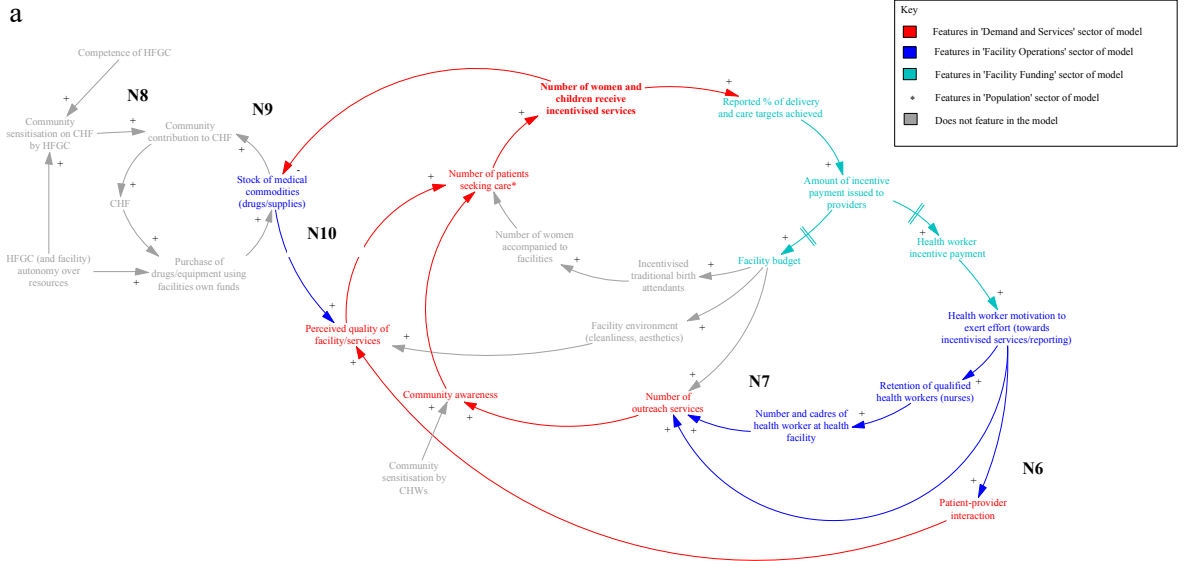 a
Key
Features in 'Demand and Services' sector of model
Features in 'Facility Operations' sector of model
Features in 'Facility Funding' sector of model
* Features in 'Population' sector of model
Does not feature in the model
Competence of HFGC
+
N8
Community
sensitisation on CHF
by HFGC
+
+
N9
Community
contribution to CHF
+
CHF
+
+
HFGC (and facility)
autonomy over
resources
+
Purchase of
drugs/equipment using
facilities own funds
+
Stock of medical
commodities
(drugs/supplies)
-
N10
Number of women and
children receive
incentivised services
+
+
Reported % of delivery
and care targets achieved
+
Number of patients
seeking care*
+
+
Amount of incentive
payment issued to
providers
+
Health worker
incentive payment
+
Number of women
accompanied to
facilities
+
Incentivised
traditional birth
attendants
+
Facility budget
+
Perceived quality of
facility/services
+
+
+
Facility environment
(cleanliness, aesthetics)
+
Health worker motivation to
exert effort (towards
incentivised services/reporting)
+
N7
Retention of qualified
health workers (nurses)
+
Community awareness
+
+
Number of
outreach services
+
+
+
Number and cadres of
health worker at health
facility
+
Community
sensitisation by
CHWs
N6
+
Patient-provider
interaction